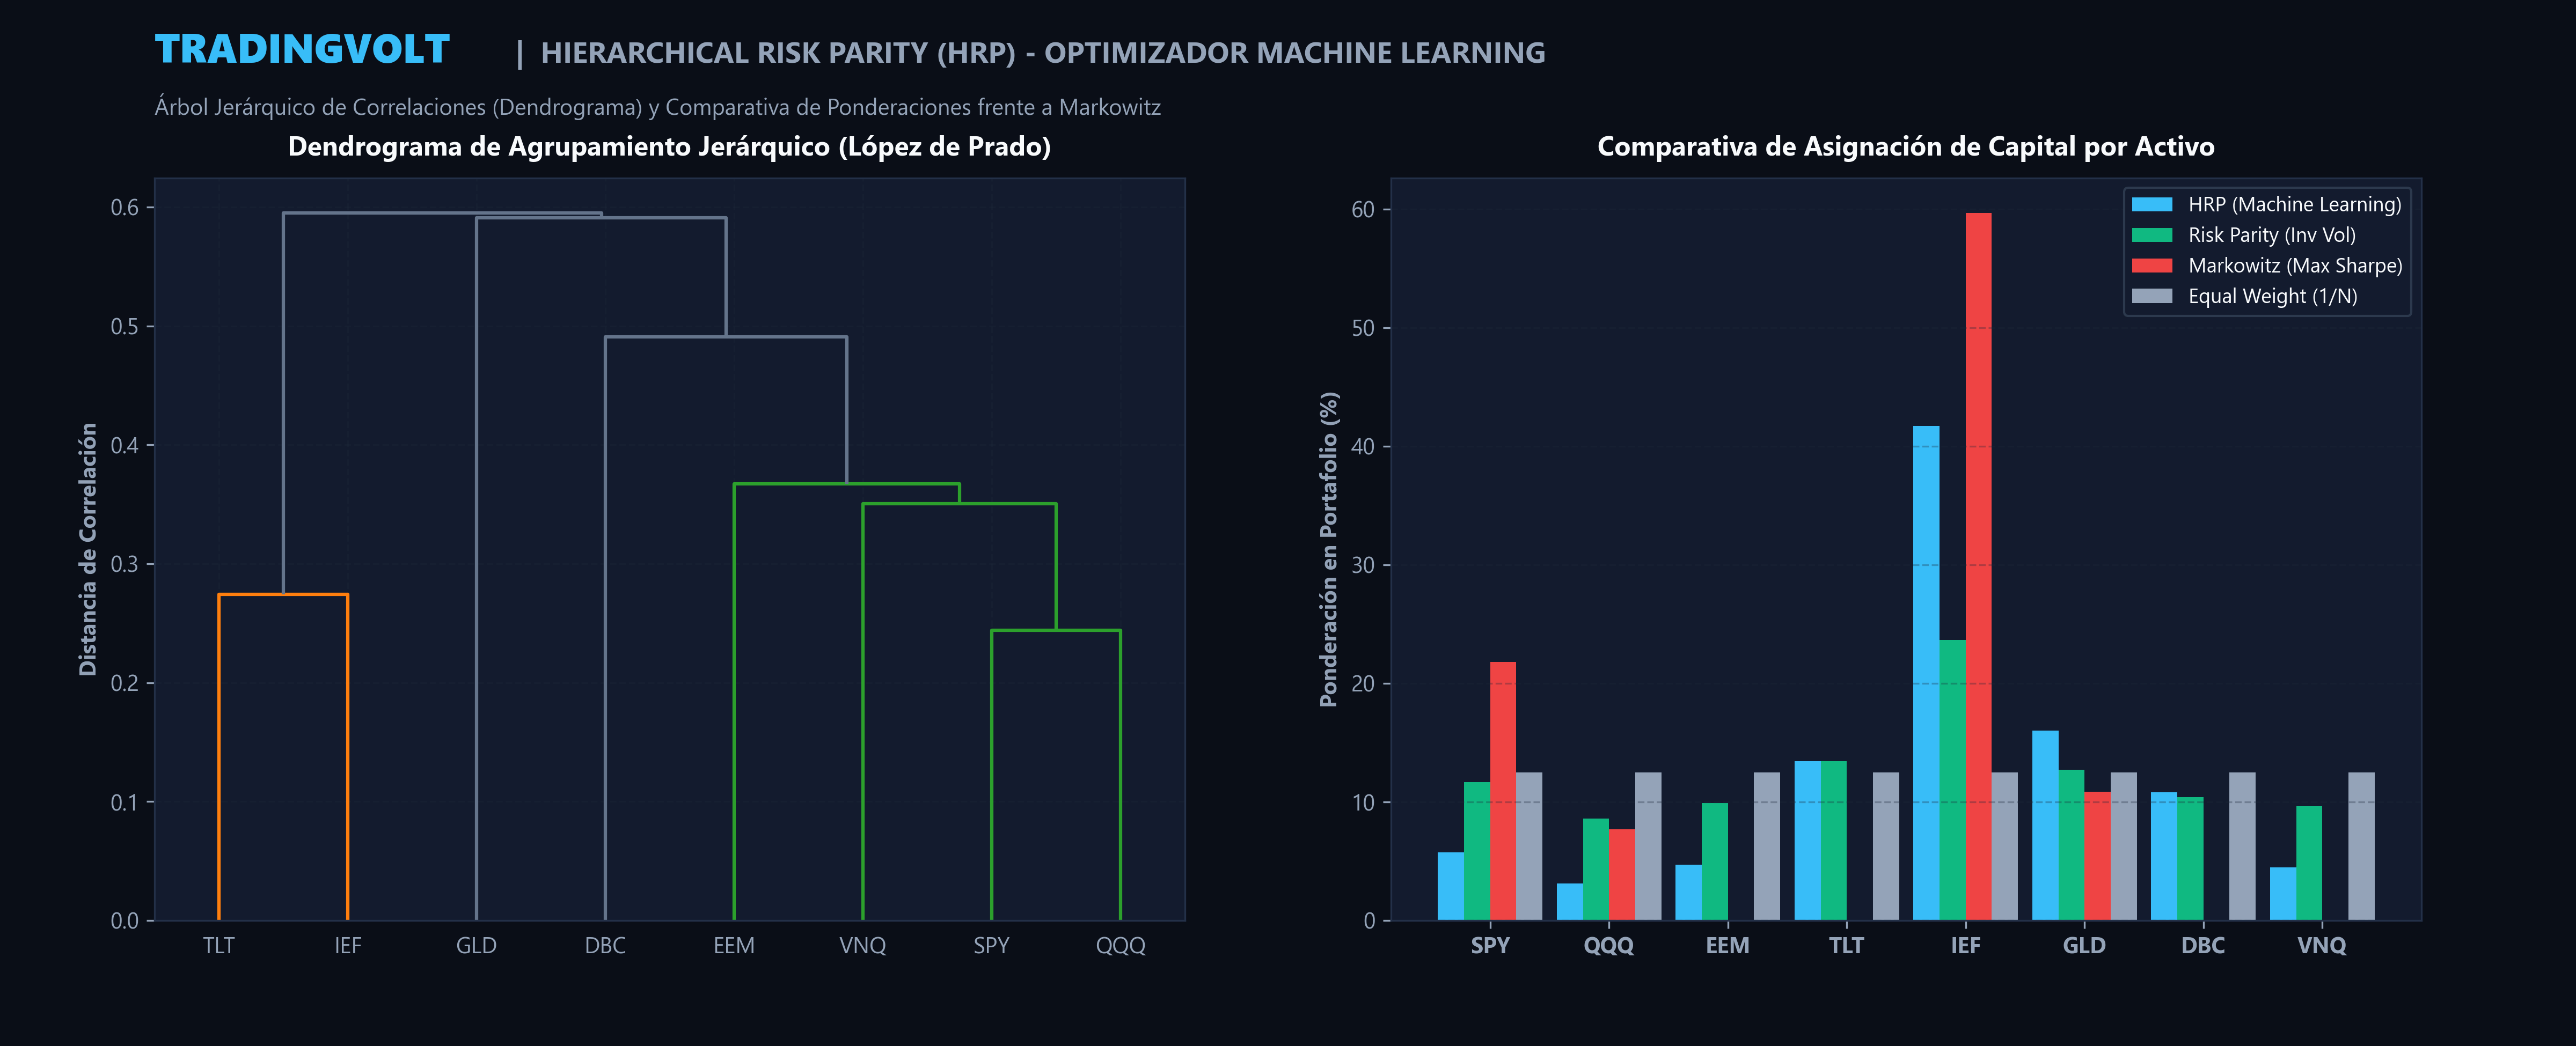 TRADINGVOLT | HIERARCHICAL RISK PARITY (HRP) - OPTIMIZADOR MACHINE LEARNING
Árbol Jerárquico de Correlaciones (Dendrograma) y Comparativa de Ponderaciones frente a Markowitz
Dendrograma de Agrupamiento Jerárquico (López de Prado)
Distancia de Correlación
0.6
0.5
0.4
0.3
0.2
0.1
0.0
TLT IEF GLD DBC EEM VNQ SPY QQQ
Comparativa de Asignación de Capital por Activo
Ponderación en Portafolio (%)
60
50
40
30
20
10
0
HRP (Machine Learning)
Risk Parity (Inv Vol)
Markowitz (Max Sharpe)
Equal Weight (1/N)
SPY QQQ EEM TLT IEF GLD DBC VNQ